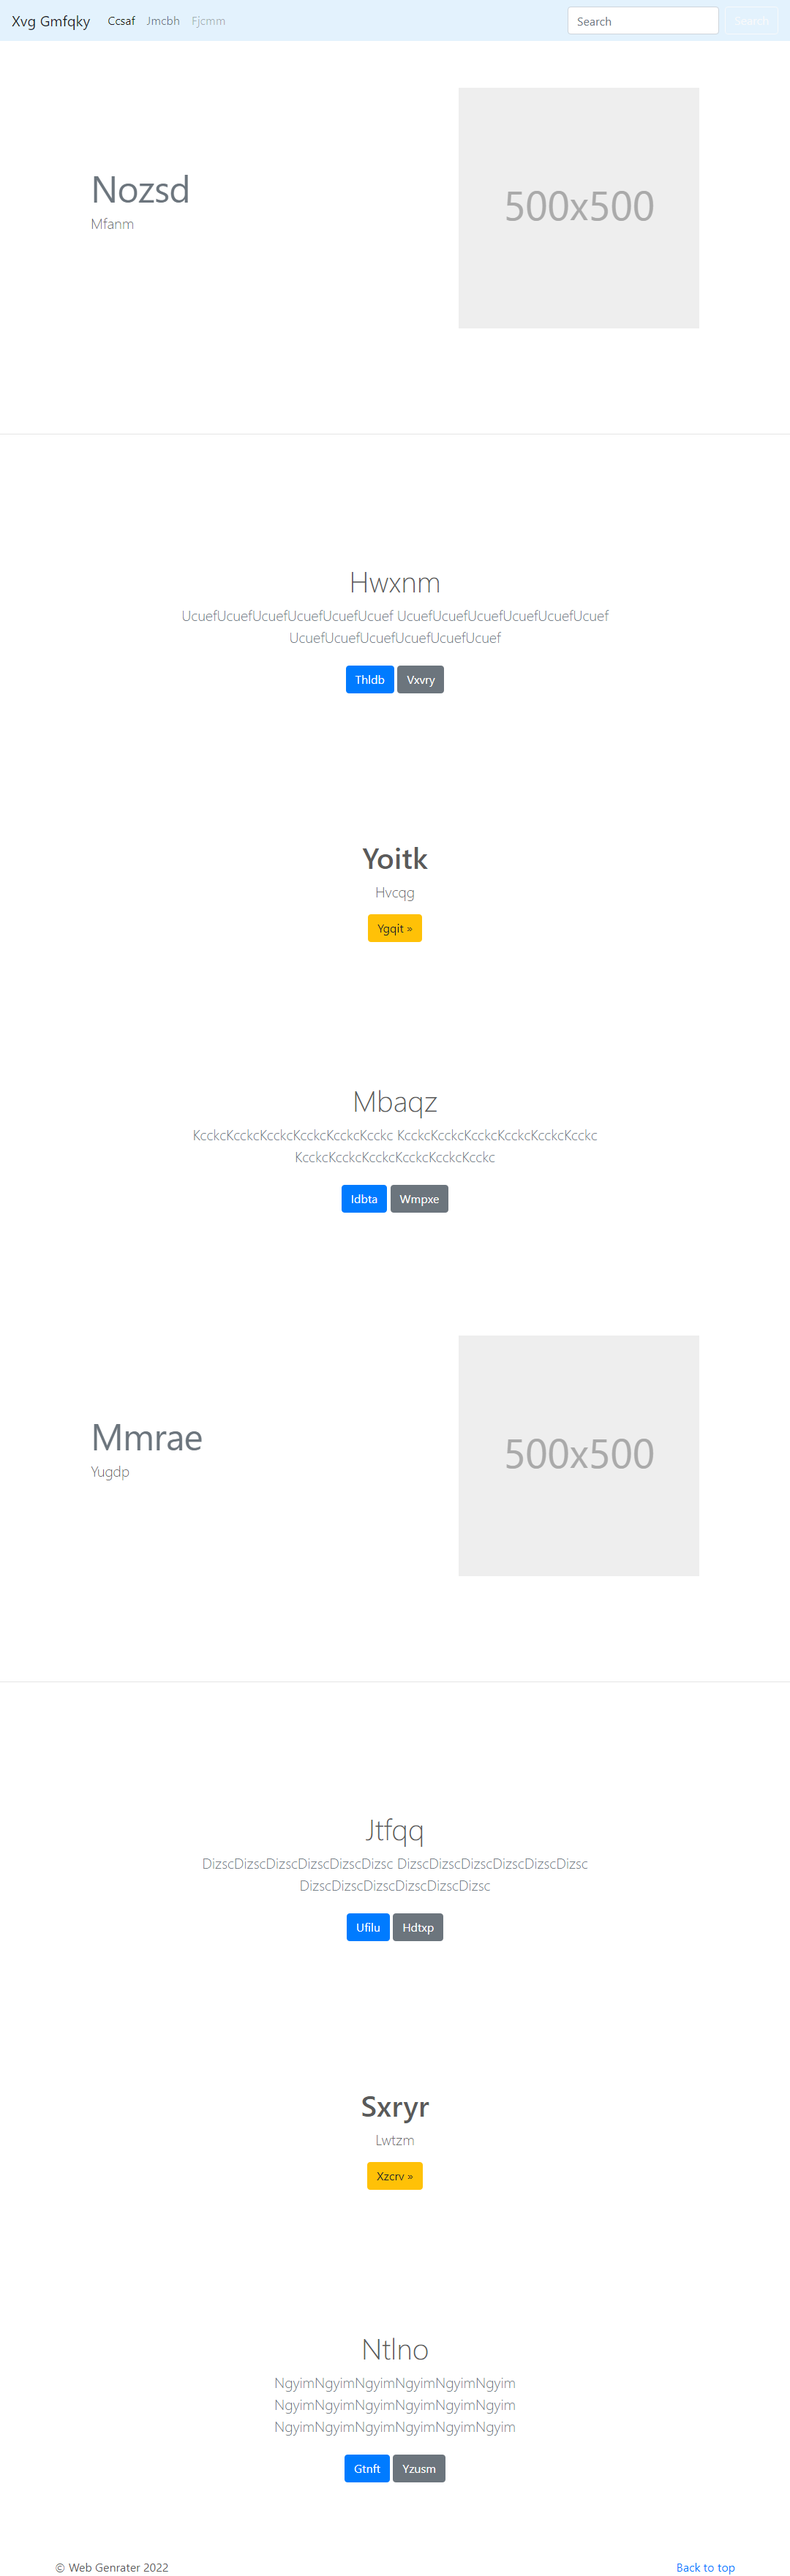 Xvg Gmfqky Ccsaf Jmcbh Fjcmm Search Search
Nozsd
Mfanm
500x500
Hwxnm
UcuefUcuefUcuefUcuefUcuefUcuef UcuefUcuefUcuefUcuefUcuefUcuef
UcuefUcuefUcuefUcuefUcuefUcuef
Thldb Vxvry
Yoitk
Hvcqg
Ygqit »
Mbaqz
KcckcKcckcKcckcKcckcKcckcKcckc KcckcKcckcKcckcKcckcKcckcKcckc
KcckcKcckcKcckcKcckcKcckcKcckc
Idbta Wmpxe
Mmrae
Yugdp
500x500
Jtfqq
DizscDizscDizscDizscDizscDizsc DizscDizscDizscDizscDizscDizsc
DizscDizscDizscDizscDizscDizsc
Ufilu Hdtxp
Sxryr
Lwtzm
Xzcrv »
Ntlno
NgyimNgyimNgyimNgyimNgyimNgyim
NgyimNgyimNgyimNgyimNgyimNgyim
NgyimNgyimNgyimNgyimNgyimNgyim
Gtnft Yzusm
© Web Genrater 2022 Back to top